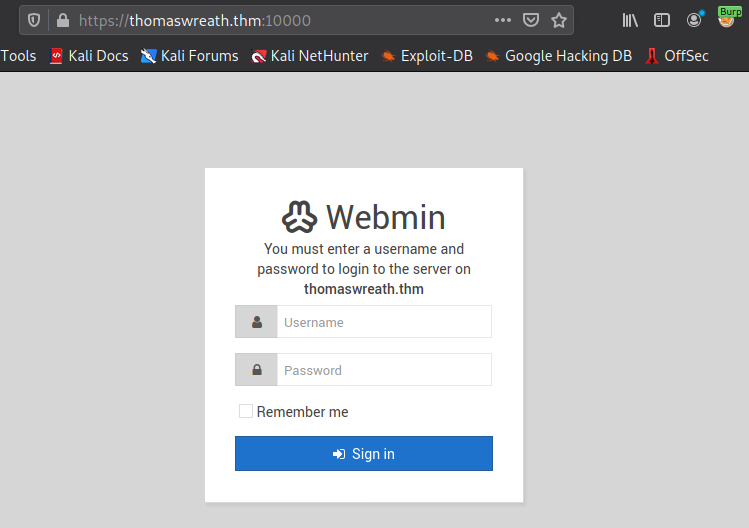 https://thomaswreath.thm:10000
Burp
Tools Kali Docs Kali Forums Kali NetHunter Exploit-DB Google Hacking DB OffSec
Webmin
You must enter a username and
password to login to the server on
thomaswreath.thm
Username
Password
Remember me
Sign in